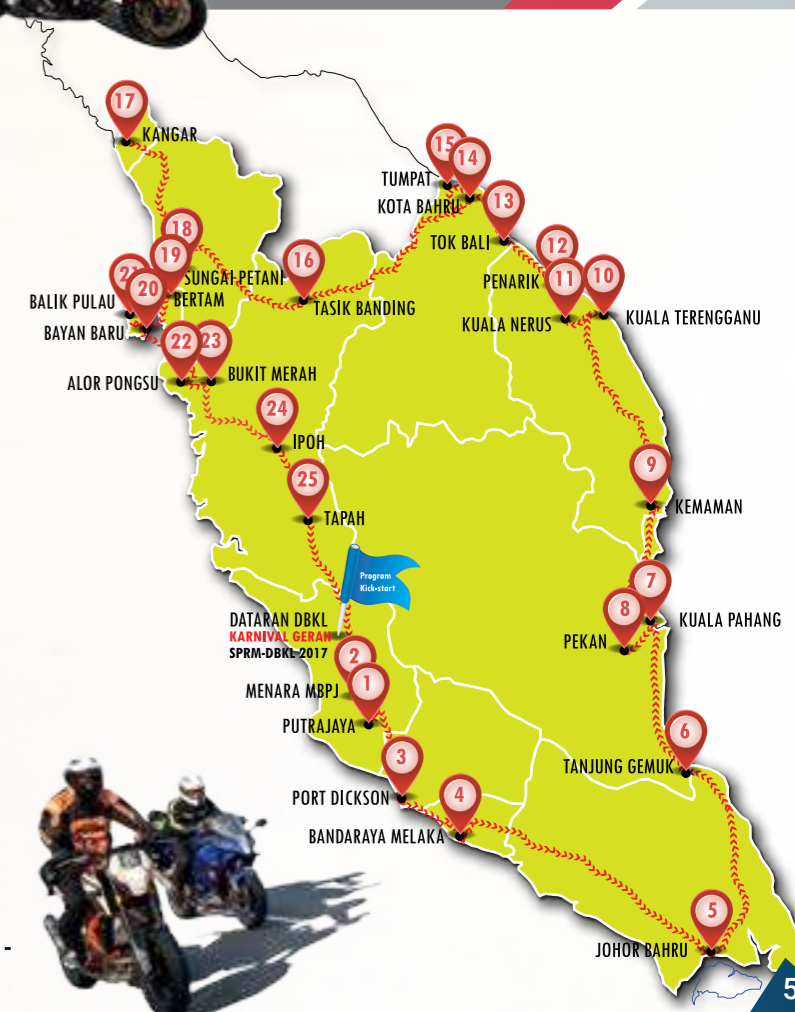 17
KANGAR
15
14
TUMPAT
KOTA BAHRU
13
TOK BALI
18
12
19
16
SUNGAI PETANI
PENARIK
11
10
21
20
BERTAM
BALIK PULAU
TASIK BANDING
KUALA NERUS
KUALA TERENGGANU
BAYAN BARU
22
23
ALOR PONGSU
BUKIT MERAH
24
IPOH
9
25
KEMAMAN
TAPAH
Program
Kick-start
7
8
DATARAN DBKL
KARNIVAL GERAH
SPRM-DBKL 2017
KUALA PAHANG
PEKAN
2
1
MENARA MBPJ
PUTRAJAYA
6
3
TANJUNG GEMUK
PORT DICKSON
4
BANDARAYA MELAKA
5
JOHOR BAHRU
-
5